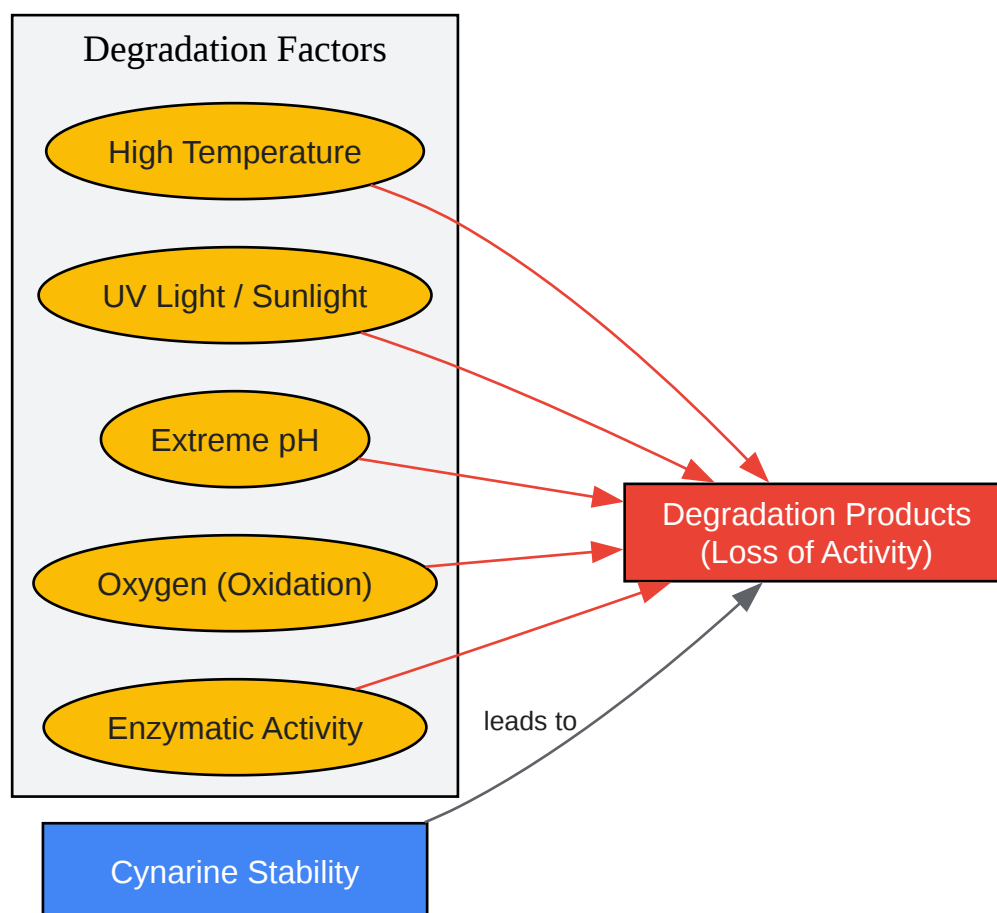 Degradation Factors
High Temperature
UV Light / Sunlight
Extreme pH
Oxygen (Oxidation)
Enzymatic Activity
Degradation Products
(Loss of Activity)
leads to
Cynarine Stability